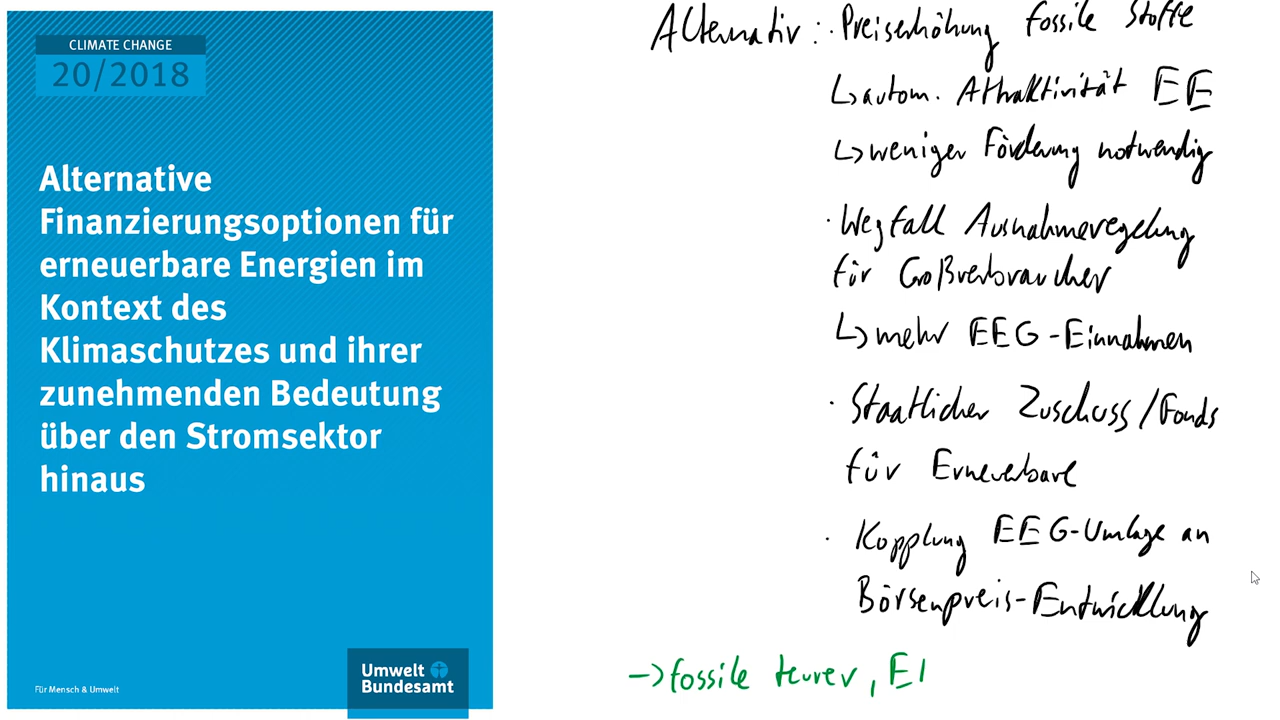 CLIMATE CHANGE
20/2018
Alternative
Finanzierungsoptionen für
erneuerbare Energien im
Kontext des
Klimaschutzes und ihrer
zunehmenden Bedeutung
über den Stromsektor
hinaus
Für Mensch & Umwelt
Umwelt
Bundesamt
Alternativ: · Preiserhöhung fossile Stoffe
↳ autom. Attraktivität EE
↳ weniger Förderung notwendig
· Wegfall Ausnahmeregelung
für Großverbraucher
↳ mehr EEG-Einnahmen
· Staatlicher Zuschuss/Fonds
für Erneuerbare
· Kopplung EEG-Umlage an
Börsenpreis-Entwicklung
→ fossile teurer, E